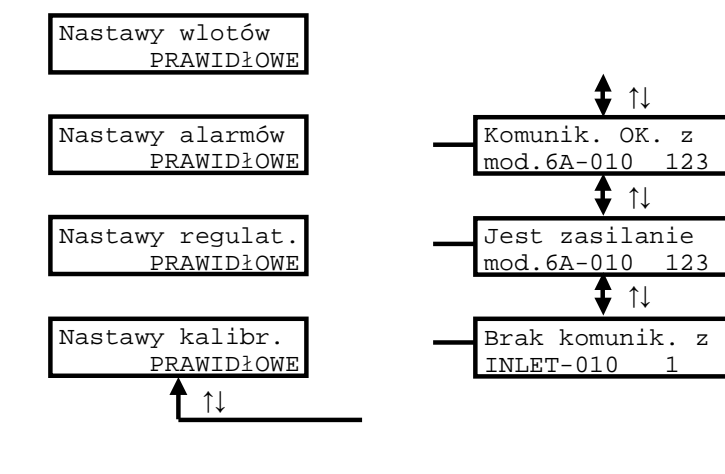 Nastawy wlotów
PRAWIDŁOWE
Nastawy alarmów
PRAWIDŁOWE
Nastawy regulat.
PRAWIDŁOWE
Nastawy kalibr.
PRAWIDŁOWE
↑↓
↑↓
Komunik. OK. z
mod.6A-010 123
↑↓
Jest zasilanie
mod.6A-010 123
↑↓
Brak komunik. z
INLET-010 1